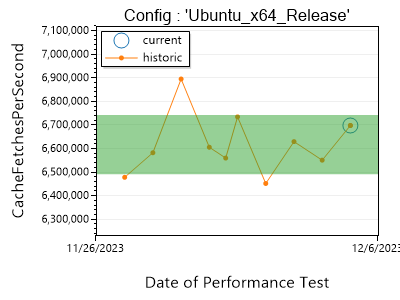 Config : 'Ubuntu_x64_Release'
CacheFetchesPerSecond
7,100,000
7,000,000
6,900,000
6,800,000
6,700,000
6,600,000
6,500,000
6,400,000
6,300,000
current
historic
11/26/2023
12/6/2023
Date of Performance Test